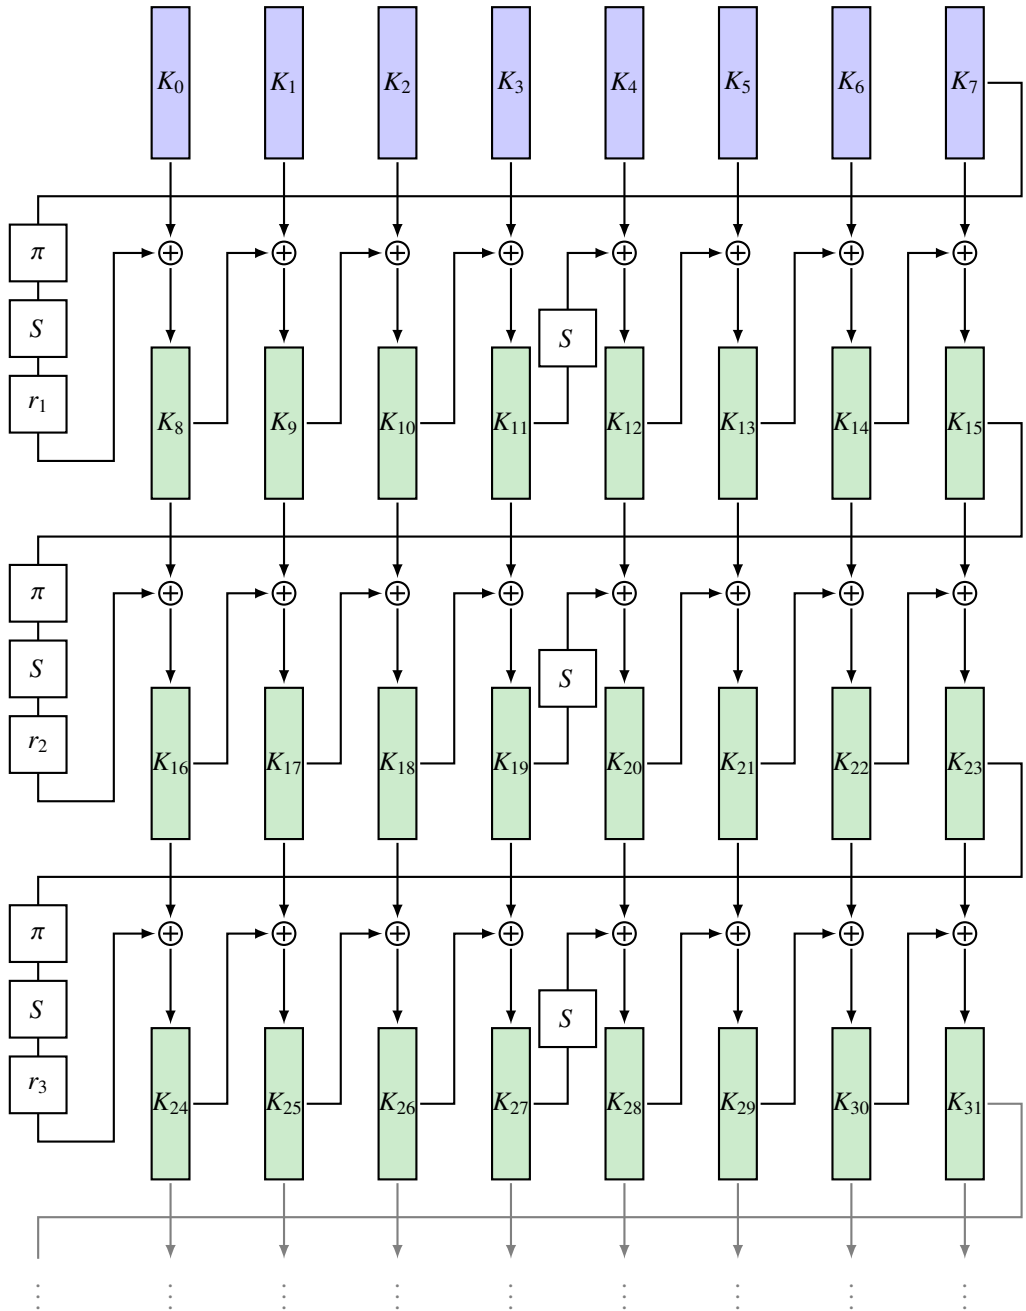 K₀ K₁ K₂ K₃ K₄ K₅ K₆ K₇
π
S
S
r₁
K₈ K₉ K₁₀ K₁₁ K₁₂ K₁₃ K₁₄ K₁₅
π
S
S
r₂
K₁₆ K₁₇ K₁₈ K₁₉ K₂₀ K₂₁ K₂₂ K₂₃
π
S
S
r₃
K₂₄ K₂₅ K₂₆ K₂₇ K₂₈ K₂₉ K₃₀ K₃₁